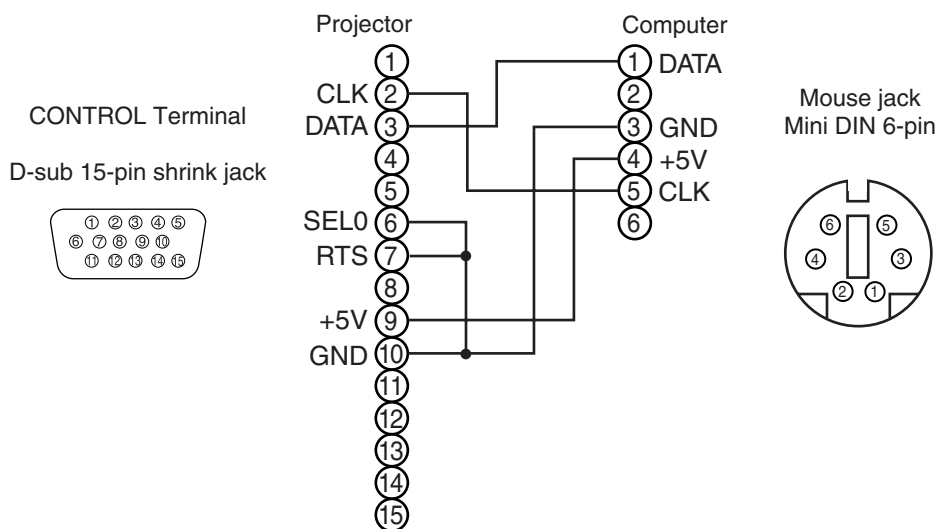 Projector
Computer
CONTROL Terminal
D-sub 15-pin shrink jack
① ② ③ ④ ⑤
⑥ ⑦ ⑧ ⑨ ⑩
⑪ ⑫ ⑬ ⑭ ⑮
1
CLK 2
DATA 3
4
5
SEL0 6
RTS 7
8
+5V 9
GND 10
11
12
13
14
15
1 DATA
2
3 GND
4 +5V
5 CLK
6
Mouse jack
Mini DIN 6-pin
⑥ ⑤
④ ③
② ①